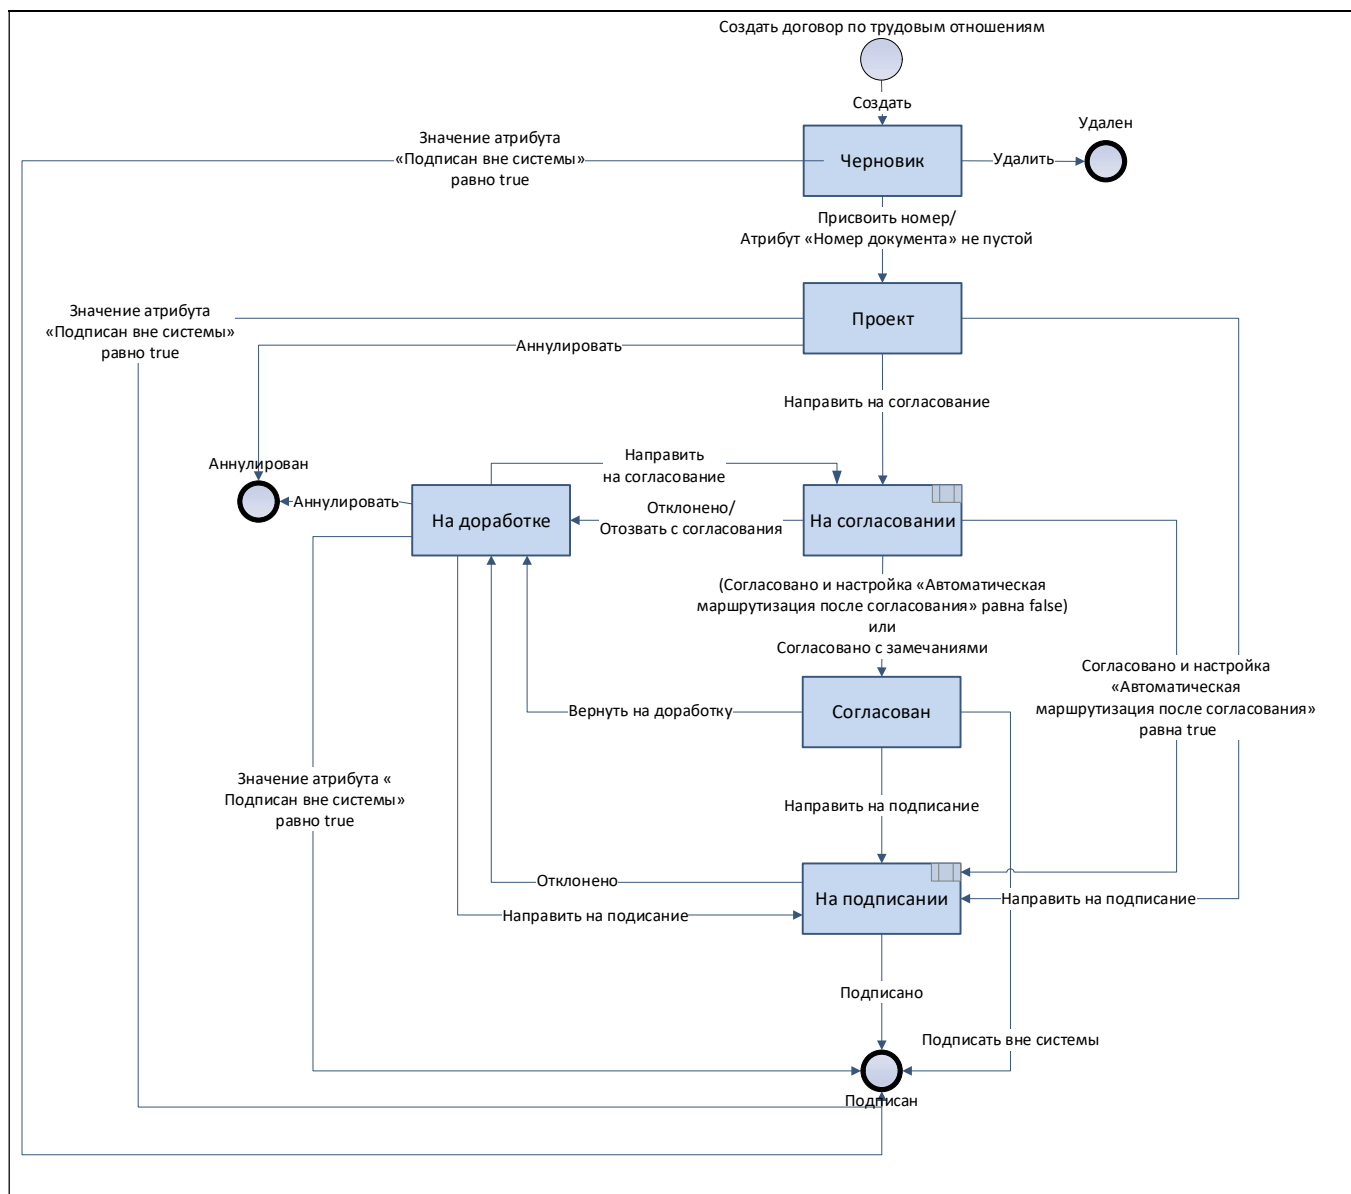 Создать договор по трудовым отношениям
Создать
Удален
Значение атрибута
«Подписан вне системы»
равно true
Черновик
Удалить
Присвоить номер/
Атрибут «Номер документа» не пустой
Значение атрибута
«Подписан вне системы»
равно true
Проект
Аннулировать
Направить на согласование
Аннулирован
Направить
на согласование
Аннулировать
На доработке
Отклонено/
Отозвать с согласования
На согласовании
(Согласовано и настройка «Автоматическая
маршрутизация после согласования» равна false)
или
Согласовано с замечаниями
Согласовано и настройка
«Автоматическая
маршрутизация после согласования»
равна true
Вернуть на доработку
Согласован
Значение атрибута «
Подписан вне системы»
равно true
Направить на подписание
Отклонено
На подписании
Направить на подписание
Направить на подисание
Подписано
Подписать вне системы
Подписан